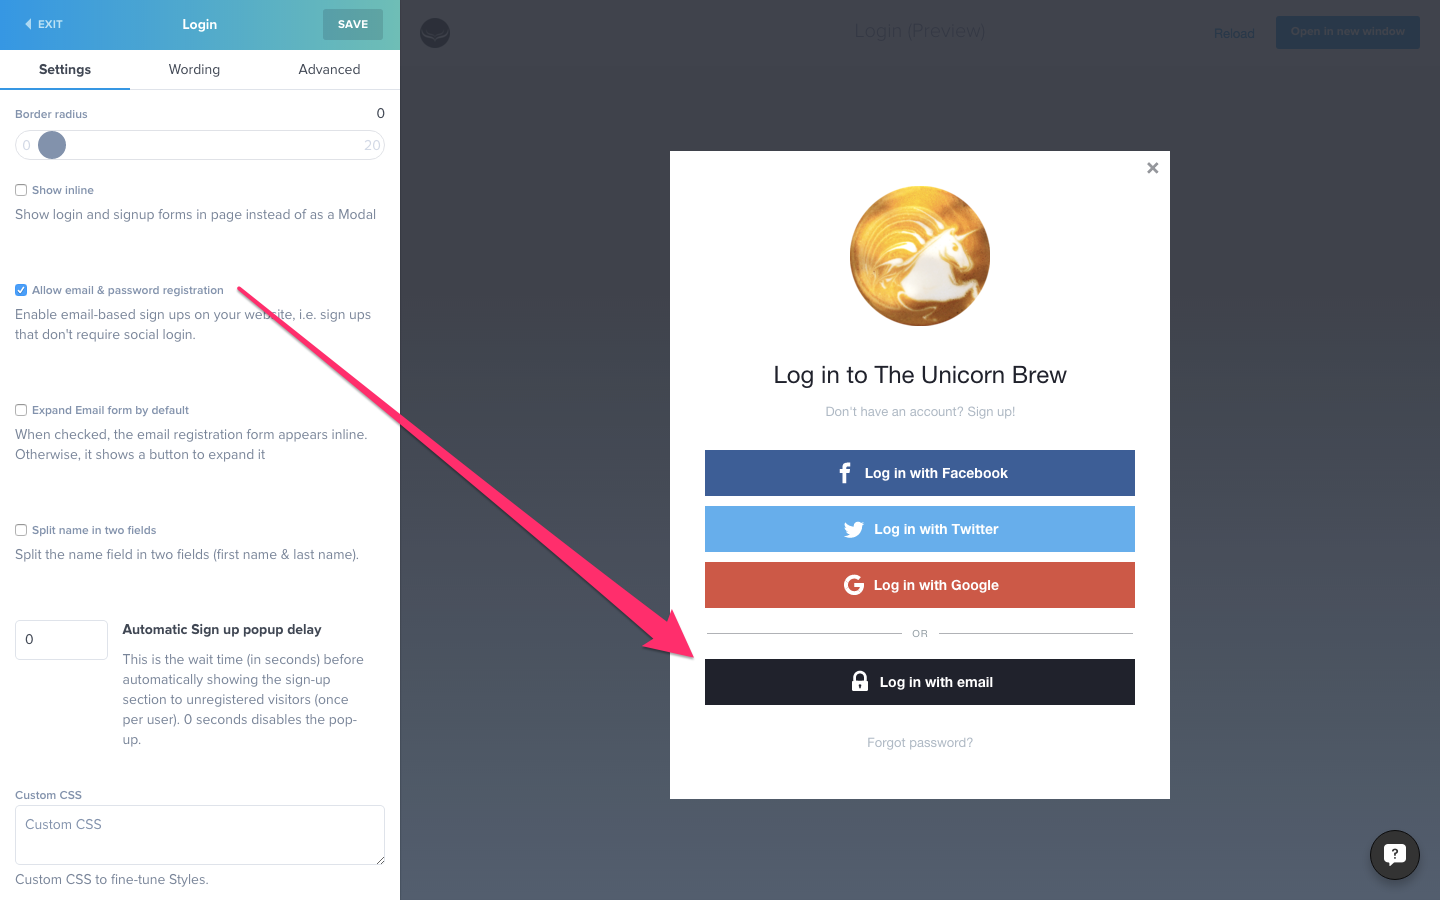 EXIT
Login
SAVE
Settings
Wording
Advanced
Border radius
0
0
20
Show inline
Show login and signup forms in page instead of as a Modal
Allow email & password registration
Enable email-based sign ups on your website, i.e. sign ups
that don't require social login.
Expand Email form by default
When checked, the email registration form appears inline.
Otherwise, it shows a button to expand it
Split name in two fields
Split the name field in two fields (first name & last name).
0
Automatic Sign up popup delay
This is the wait time (in seconds) before
automatically showing the sign-up
section to unregistered visitors (once
per user). 0 seconds disables the pop-
up.
Custom CSS
Custom CSS
Custom CSS to fine-tune Styles.
Login (Preview)
Reload
Open in new window
Log in to The Unicorn Brew
Don't have an account? Sign up!
Log in with Facebook
Log in with Twitter
Log in with Google
OR
Log in with email
Forgot password?